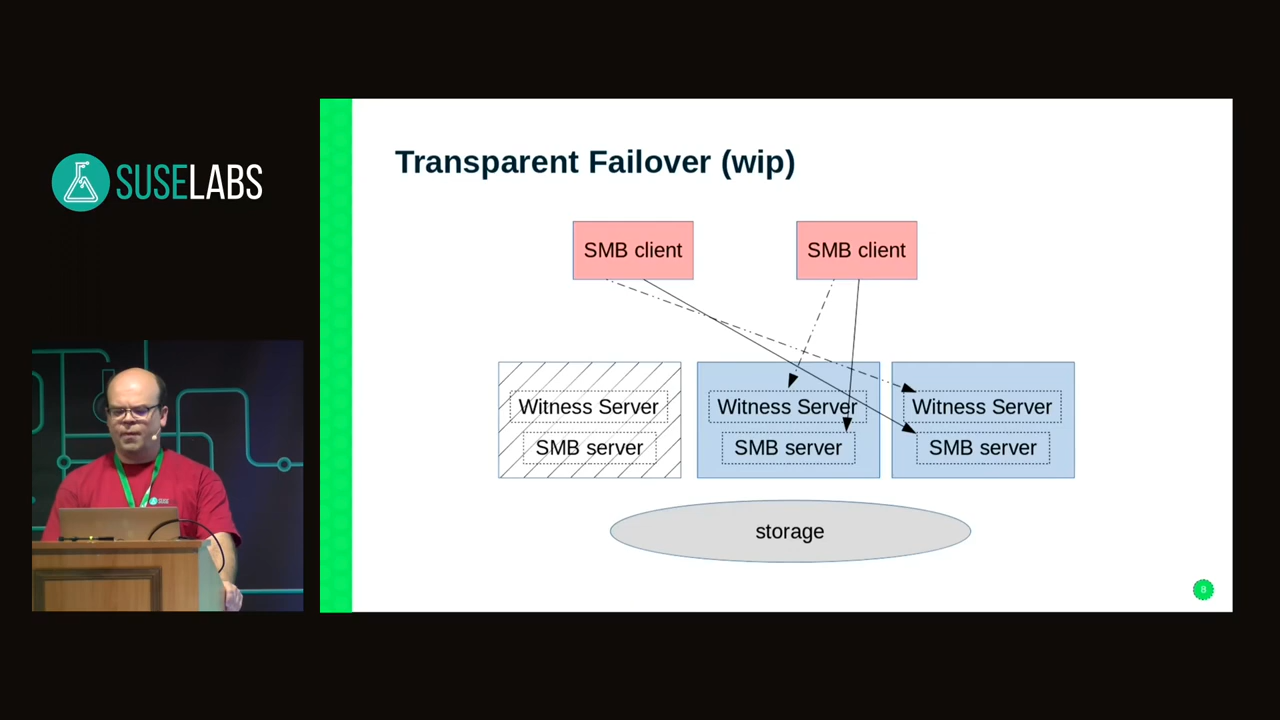 SUSELABS
Transparent Failover (wip)
SMB client
SMB client
Witness Server
SMB server
Witness Server
SMB server
Witness Server
SMB server
storage
8